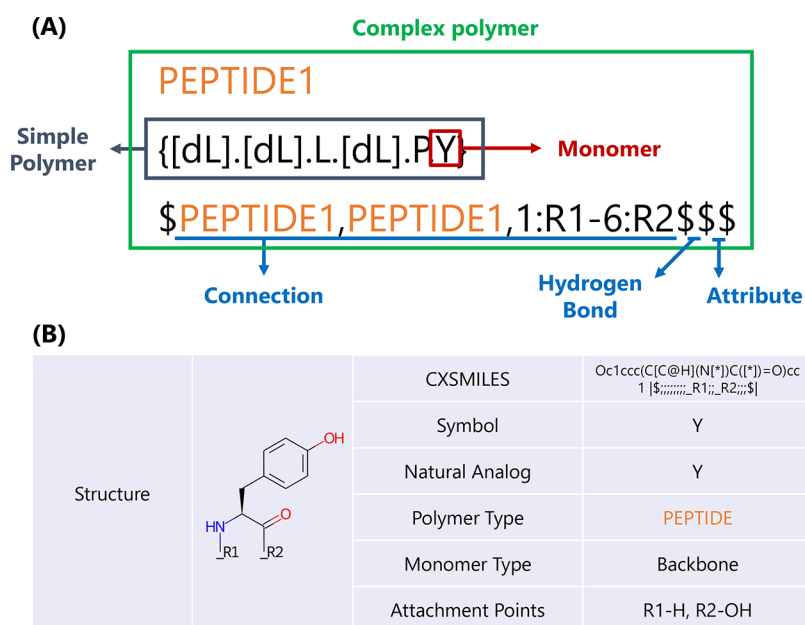 (A)
Complex polymer
PEPTIDE1
Simple
Polymer
{[dL].[dL].L.[dL].P.Y}
Monomer
$PEPTIDE1,PEPTIDE1,1:R1-6:R2$$$
Connection
Hydrogen
Bond
Attribute
(B)
Structure
OH
HN
O
_R1
_R2
CXSMILES
Oc1ccc(C[C@H](N[*])C([*])=O)cc
1 |$;;;;;;;;_R1;;_R2;;;$|
Symbol
Y
Natural Analog
Y
Polymer Type
PEPTIDE
Monomer Type
Backbone
Attachment Points
R1-H, R2-OH